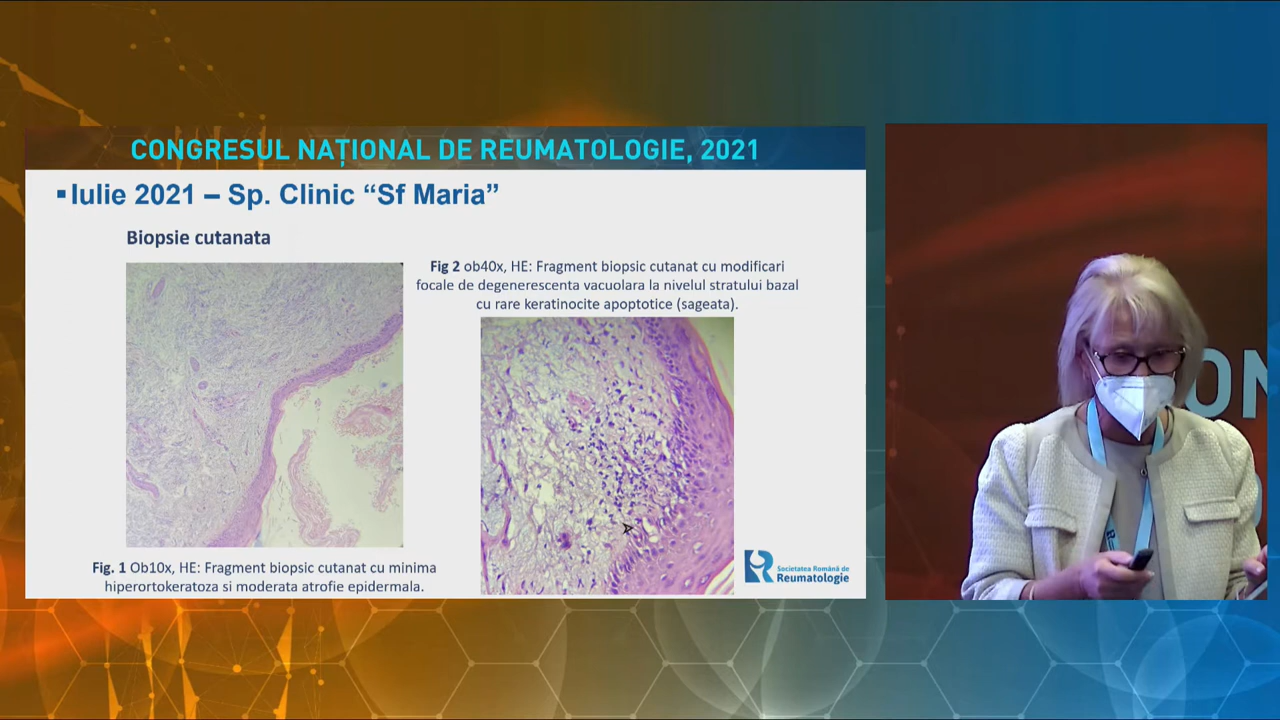 CONGRESUL NAȚIONAL DE REUMATOLOGIE, 2021
▪Iulie 2021 – Sp. Clinic “Sf Maria”
Biopsie cutanata
Fig 2 ob40x, HE: Fragment biopsic cutanat cu modificari
focale de degenerescenta vacuolara la nivelul stratului bazal
cu rare keratinocite apoptotice (sageata).
Fig. 1 Ob10x, HE: Fragment biopsic cutanat cu minima
hiperortokeratoza si moderata atrofie epidermala.
Societatea Română de
Reumatologie
ON